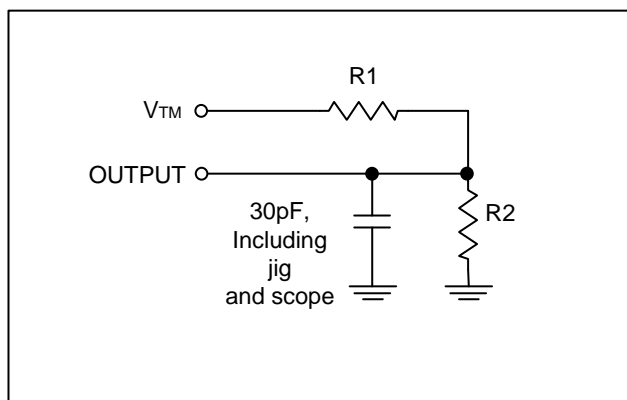 R1
VTM
OUTPUT
30pF,
Including
jig
and scope
R2